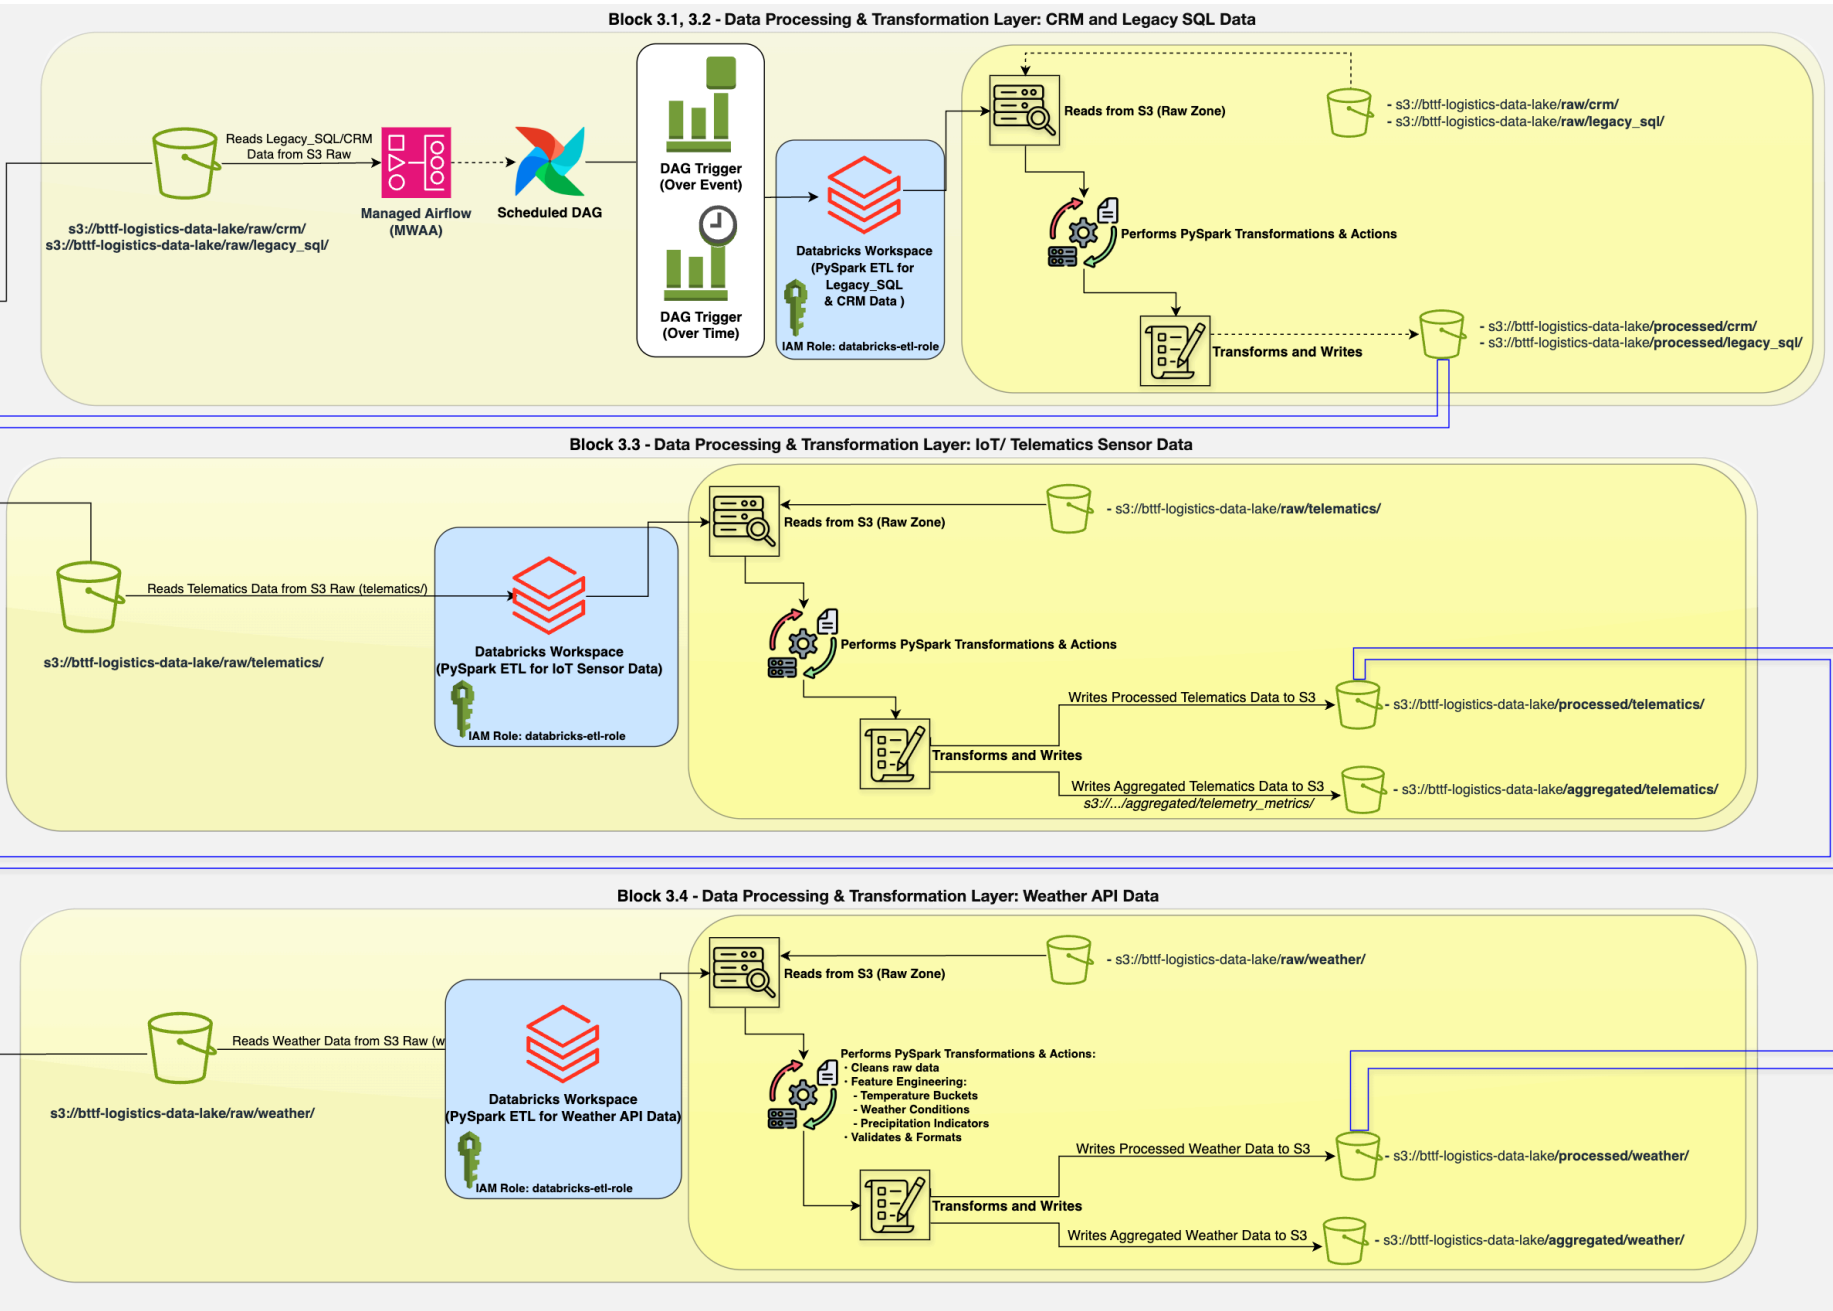 Block 3.1, 3.2 - Data Processing & Transformation Layer: CRM and Legacy SQL Data
Reads Legacy_SQL/CRM
Data from S3 Raw
s3://bttf-logistics-data-lake/raw/crm/
s3://bttf-logistics-data-lake/raw/legacy_sql/
Managed Airflow
(MWAA)
Scheduled DAG
DAG Trigger
(Over Event)
DAG Trigger
(Over Time)
Databricks Workspace
(PySpark ETL for
Legacy_SQL
& CRM Data )
IAM Role: databricks-etl-role
Reads from S3 (Raw Zone)
- s3://bttf-logistics-data-lake/raw/crm/
- s3://bttf-logistics-data-lake/raw/legacy_sql/
Performs PySpark Transformations & Actions
Transforms and Writes
- s3://bttf-logistics-data-lake/processed/crm/
- s3://bttf-logistics-data-lake/processed/legacy_sql/
Block 3.3 - Data Processing & Transformation Layer: IoT/ Telematics Sensor Data
Reads Telematics Data from S3 Raw (telematics/)
s3://bttf-logistics-data-lake/raw/telematics/
Databricks Workspace
(PySpark ETL for IoT Sensor Data)
IAM Role: databricks-etl-role
Reads from S3 (Raw Zone)
- s3://bttf-logistics-data-lake/raw/telematics/
Performs PySpark Transformations & Actions
Transforms and Writes
Writes Processed Telematics Data to S3
- s3://bttf-logistics-data-lake/processed/telematics/
Writes Aggregated Telematics Data to S3
s3://.../aggregated/telemetry_metrics/
- s3://bttf-logistics-data-lake/aggregated/telematics/
Block 3.4 - Data Processing & Transformation Layer: Weather API Data
Reads Weather Data from S3 Raw (w
s3://bttf-logistics-data-lake/raw/weather/
Databricks Workspace
(PySpark ETL for Weather API Data)
IAM Role: databricks-etl-role
Reads from S3 (Raw Zone)
- s3://bttf-logistics-data-lake/raw/weather/
Performs PySpark Transformations & Actions:
· Cleans raw data
· Feature Engineering:
- Temperature Buckets
- Weather Conditions
- Precipitation Indicators
· Validates & Formats
Transforms and Writes
Writes Processed Weather Data to S3
- s3://bttf-logistics-data-lake/processed/weather/
Writes Aggregated Weather Data to S3
- s3://bttf-logistics-data-lake/aggregated/weather/